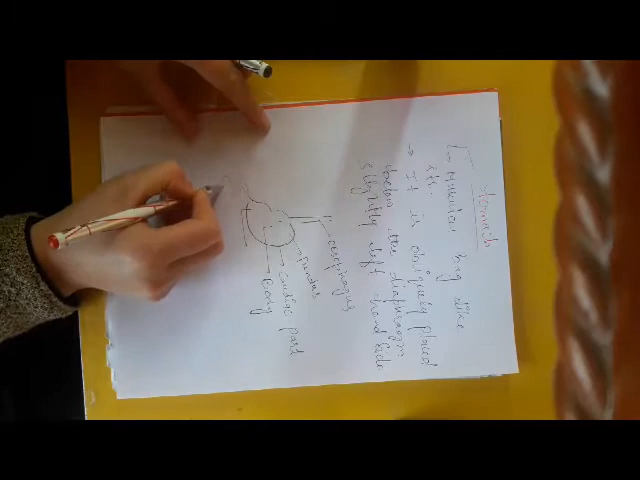 Stomach
Muscular bag like
str.
→ It is obliquely placed
below the diaphragm
slightly left hand side
oesophagus
Fundus
Cardiac part
Body